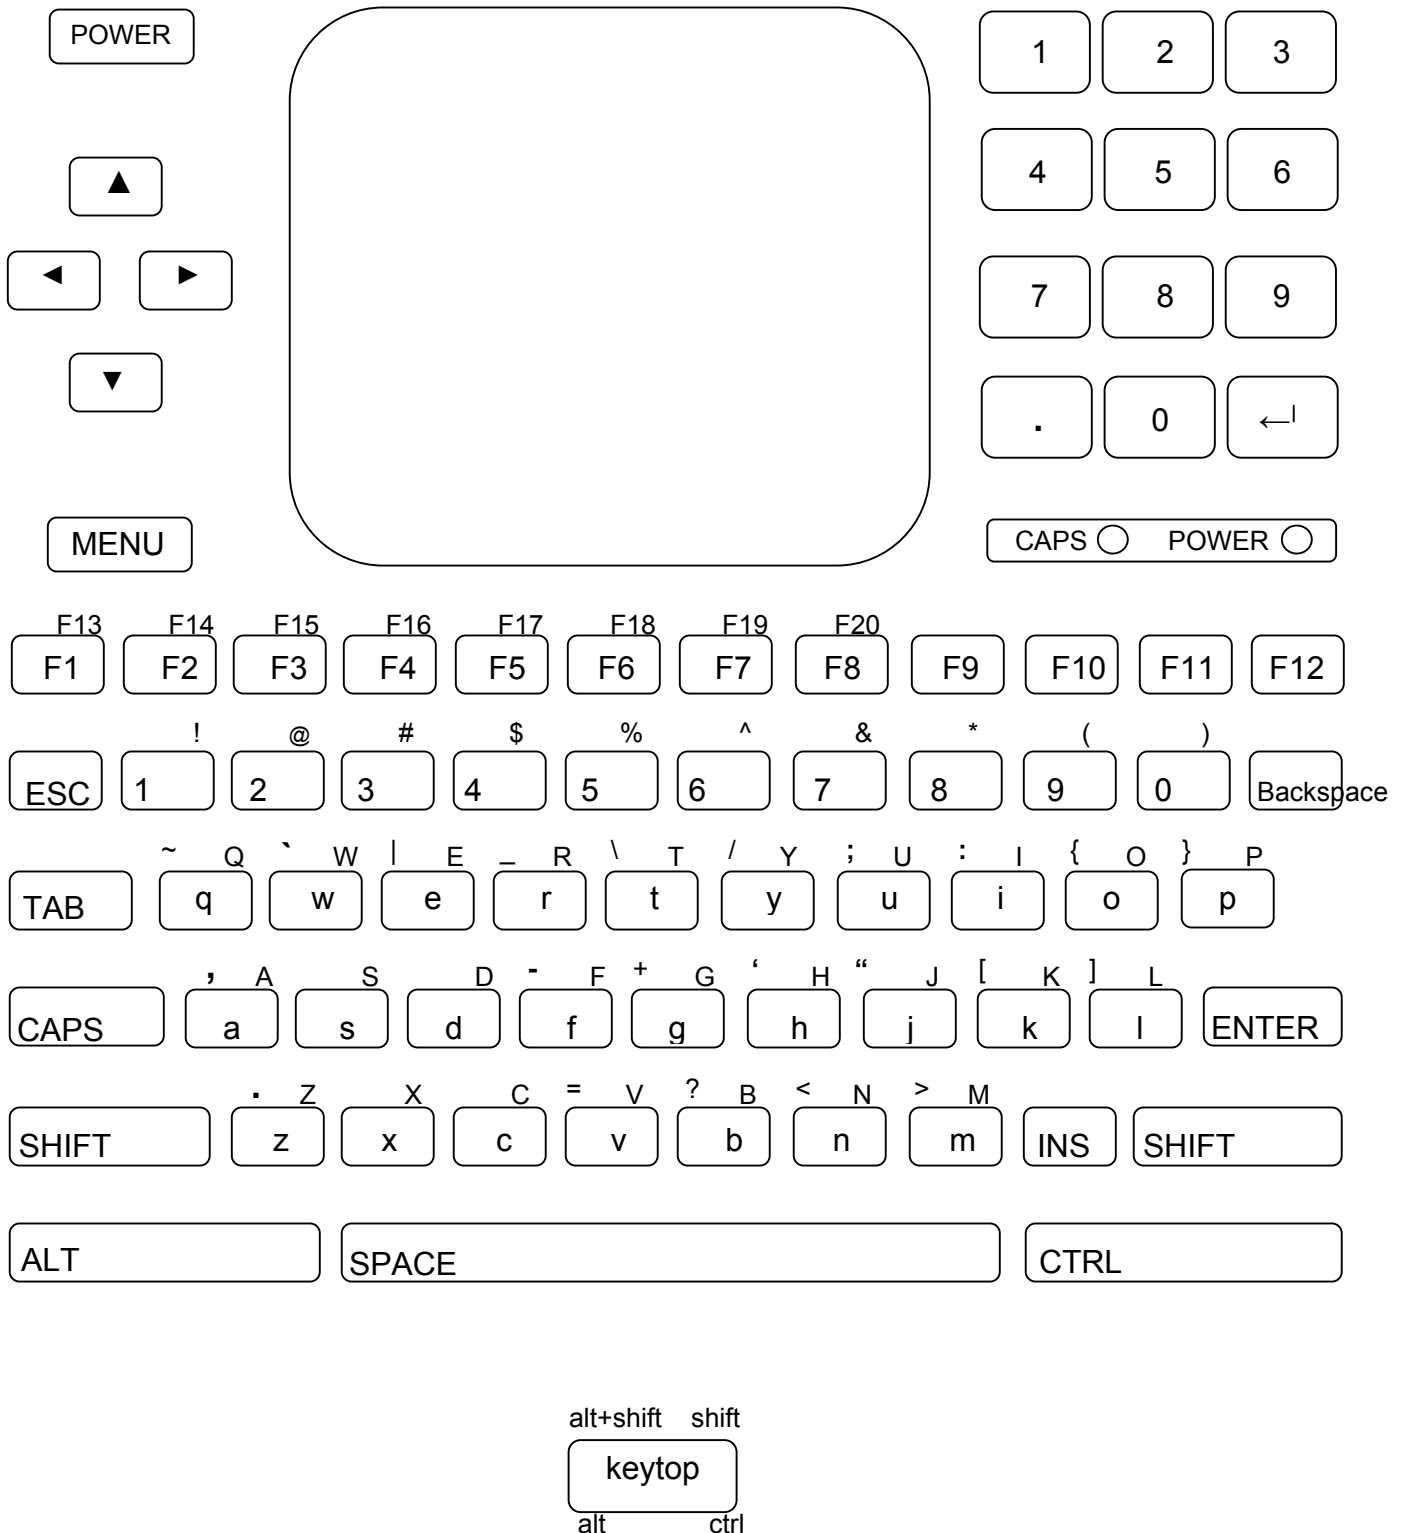 POWER 1 2 3
▲ 4 5 6
◄ ► 7 8 9
▼ . 0 ←|
MENU CAPS POWER
F13 F14 F15 F16 F17 F18 F19 F20
F1 F2 F3 F4 F5 F6 F7 F8 F9 F10 F11 F12
! @ # $ % ^ & * ( )
ESC 1 2 3 4 5 6 7 8 9 0 Backspace
~ Q ` W | E _ R \ T / Y ; U : I { O } P
TAB q w e r t y u i o p
, A S D - F + G ‘ H “ J [ K ] L
CAPS a s d f g h j k l ENTER
. Z X C = V ? B < N > M
SHIFT z x c v b n m INS SHIFT
ALT SPACE CTRL
alt+shift shift
keytop
alt ctrl